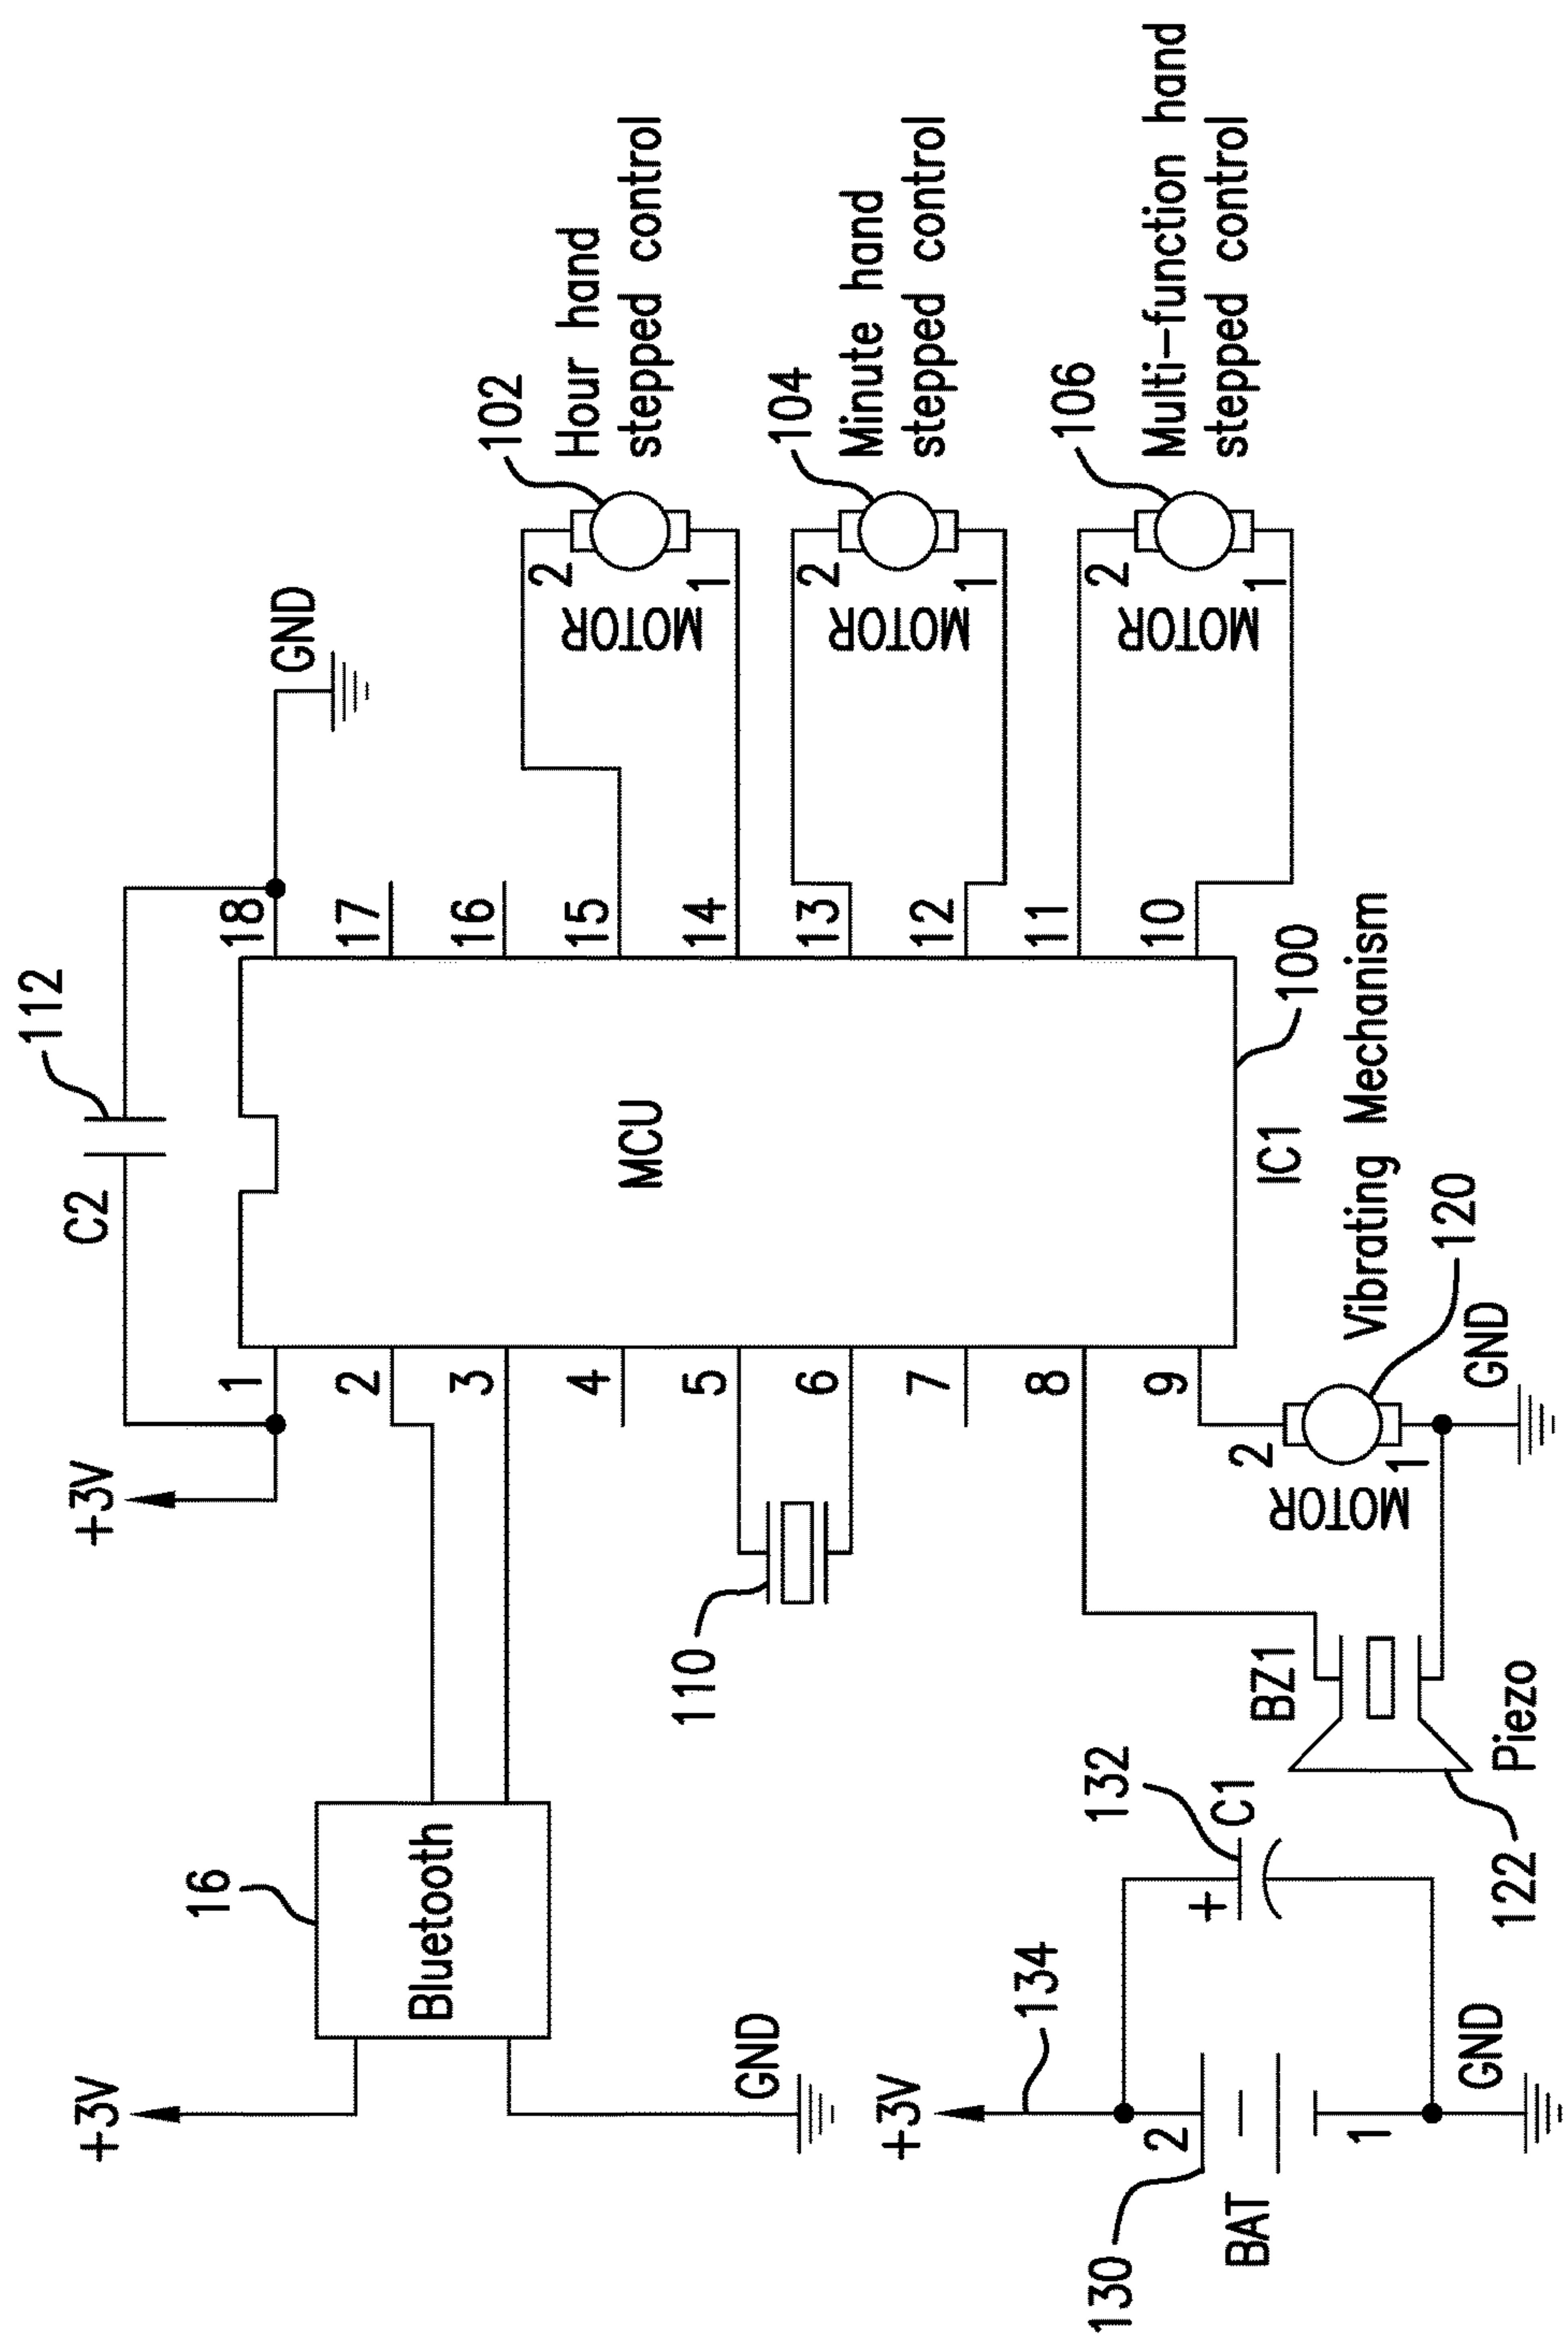 112
C2
+3V
+3V
16
1
18
GND
2
17
Bluetooth
3
16
102
2
Hour hand
stepped control
4
15
MCU
MOTOR
110
5
14
1
GND
104
2
6
13
Minute hand
stepped control
+3V
MOTOR
7
12
1
134
8
11
106
2
Multi-function hand
stepped control
130
132
2
9
10
MOTOR
+
C1
BAT
1
BZ1
2
IC1
100
MOTOR
Vibrating Mechanism
1
1
120
GND
GND
122
Piezo